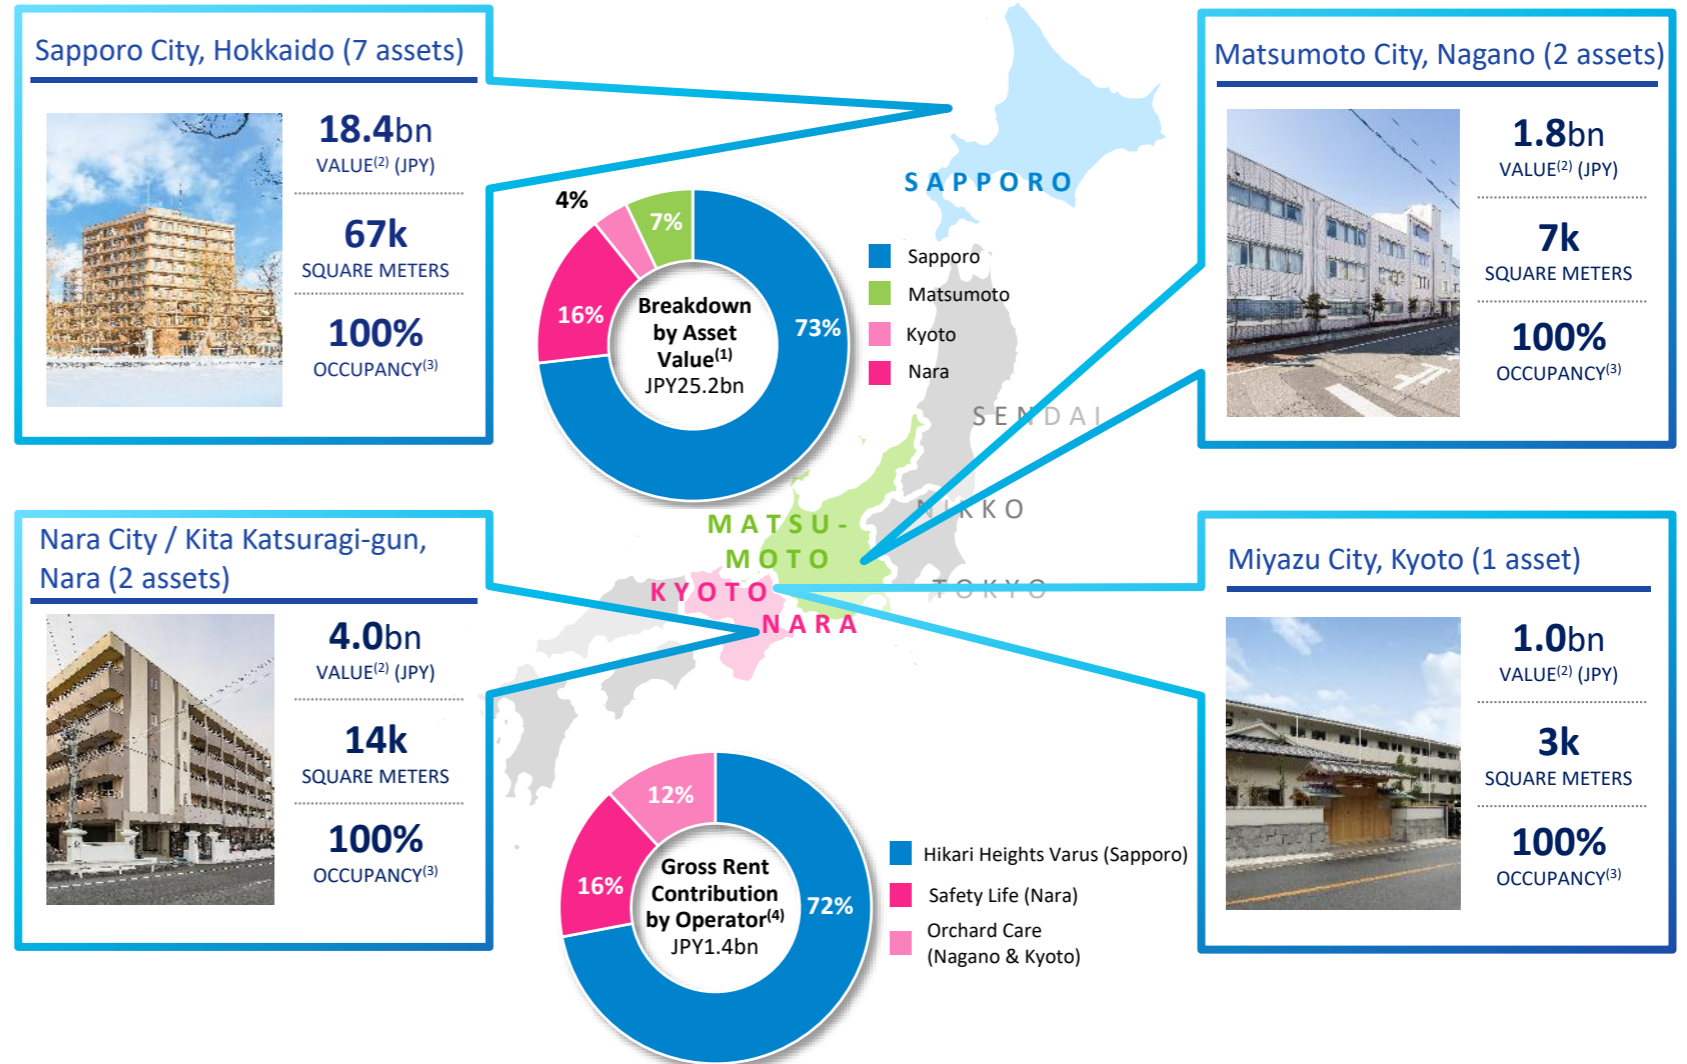 Sapporo City, Hokkaido (7 assets)
18.4bn
VALUE(2) (JPY)
67k
SQUARE METERS
100%
OCCUPANCY(3)
Matsumoto City, Nagano (2 assets)
1.8bn
VALUE(2) (JPY)
7k
SQUARE METERS
100%
OCCUPANCY(3)
4%
7%
16%
73%
Breakdown
by Asset
Value(1)
JPY25.2bn
Sapporo
Matsumoto
Kyoto
Nara
SAPPORO
SENDAI
NIKKO
TOKYO
MATSU-
MOTO
KYOTO
NARA
Nara City / Kita Katsuragi-gun,
Nara (2 assets)
4.0bn
VALUE(2) (JPY)
14k
SQUARE METERS
100%
OCCUPANCY(3)
Miyazu City, Kyoto (1 asset)
1.0bn
VALUE(2) (JPY)
3k
SQUARE METERS
100%
OCCUPANCY(3)
12%
16%
72%
Gross Rent
Contribution
by Operator(4)
JPY1.4bn
Hikari Heights Varus (Sapporo)
Safety Life (Nara)
Orchard Care
(Nagano & Kyoto)